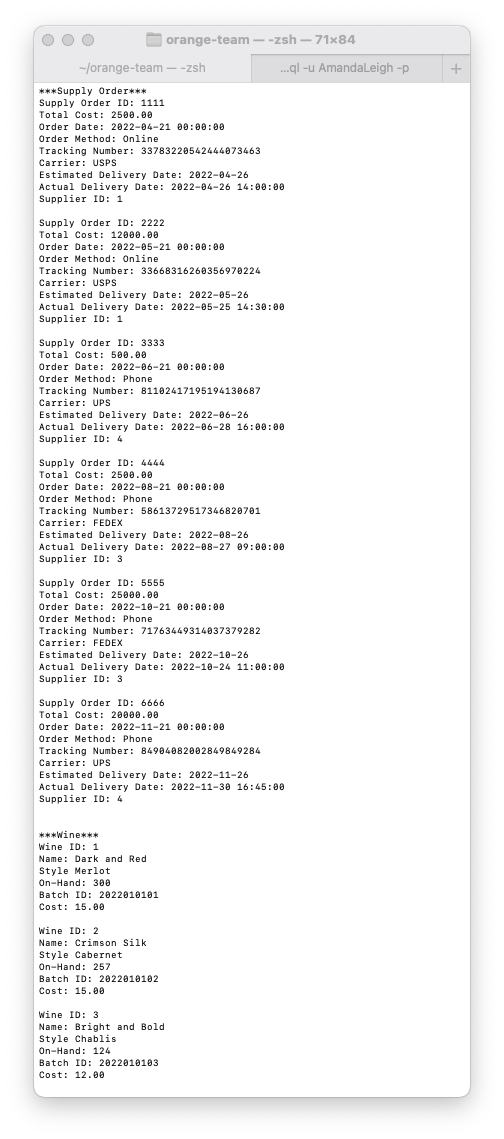 orange-team — -zsh — 71×84
~/orange-team — -zsh
...ql -u AmandaLeigh -p
+
***Supply Order***
Supply Order ID: 1111
Total Cost: 2500.00
Order Date: 2022-04-21 00:00:00
Order Method: Online
Tracking Number: 33783220542444073463
Carrier: USPS
Estimated Delivery Date: 2022-04-26
Actual Delivery Date: 2022-04-26 14:00:00
Supplier ID: 1

Supply Order ID: 2222
Total Cost: 12000.00
Order Date: 2022-05-21 00:00:00
Order Method: Online
Tracking Number: 33668316260356970224
Carrier: USPS
Estimated Delivery Date: 2022-05-26
Actual Delivery Date: 2022-05-25 14:30:00
Supplier ID: 1

Supply Order ID: 3333
Total Cost: 500.00
Order Date: 2022-06-21 00:00:00
Order Method: Phone
Tracking Number: 81102417195194130687
Carrier: UPS
Estimated Delivery Date: 2022-06-26
Actual Delivery Date: 2022-06-28 16:00:00
Supplier ID: 4

Supply Order ID: 4444
Total Cost: 2500.00
Order Date: 2022-08-21 00:00:00
Order Method: Phone
Tracking Number: 58613729517346820701
Carrier: FEDEX
Estimated Delivery Date: 2022-08-26
Actual Delivery Date: 2022-08-27 09:00:00
Supplier ID: 3

Supply Order ID: 5555
Total Cost: 25000.00
Order Date: 2022-10-21 00:00:00
Order Method: Phone
Tracking Number: 71763449314037379282
Carrier: FEDEX
Estimated Delivery Date: 2022-10-26
Actual Delivery Date: 2022-10-24 11:00:00
Supplier ID: 3

Supply Order ID: 6666
Total Cost: 20000.00
Order Date: 2022-11-21 00:00:00
Order Method: Phone
Tracking Number: 84904082002849849284
Carrier: UPS
Estimated Delivery Date: 2022-11-26
Actual Delivery Date: 2022-11-30 16:45:00
Supplier ID: 4

***Wine***
Wine ID: 1
Name: Dark and Red
Style Merlot
On-Hand: 300
Batch ID: 2022010101
Cost: 15.00

Wine ID: 2
Name: Crimson Silk
Style Cabernet
On-Hand: 257
Batch ID: 2022010102
Cost: 15.00

Wine ID: 3
Name: Bright and Bold
Style Chablis
On-Hand: 124
Batch ID: 2022010103
Cost: 12.00